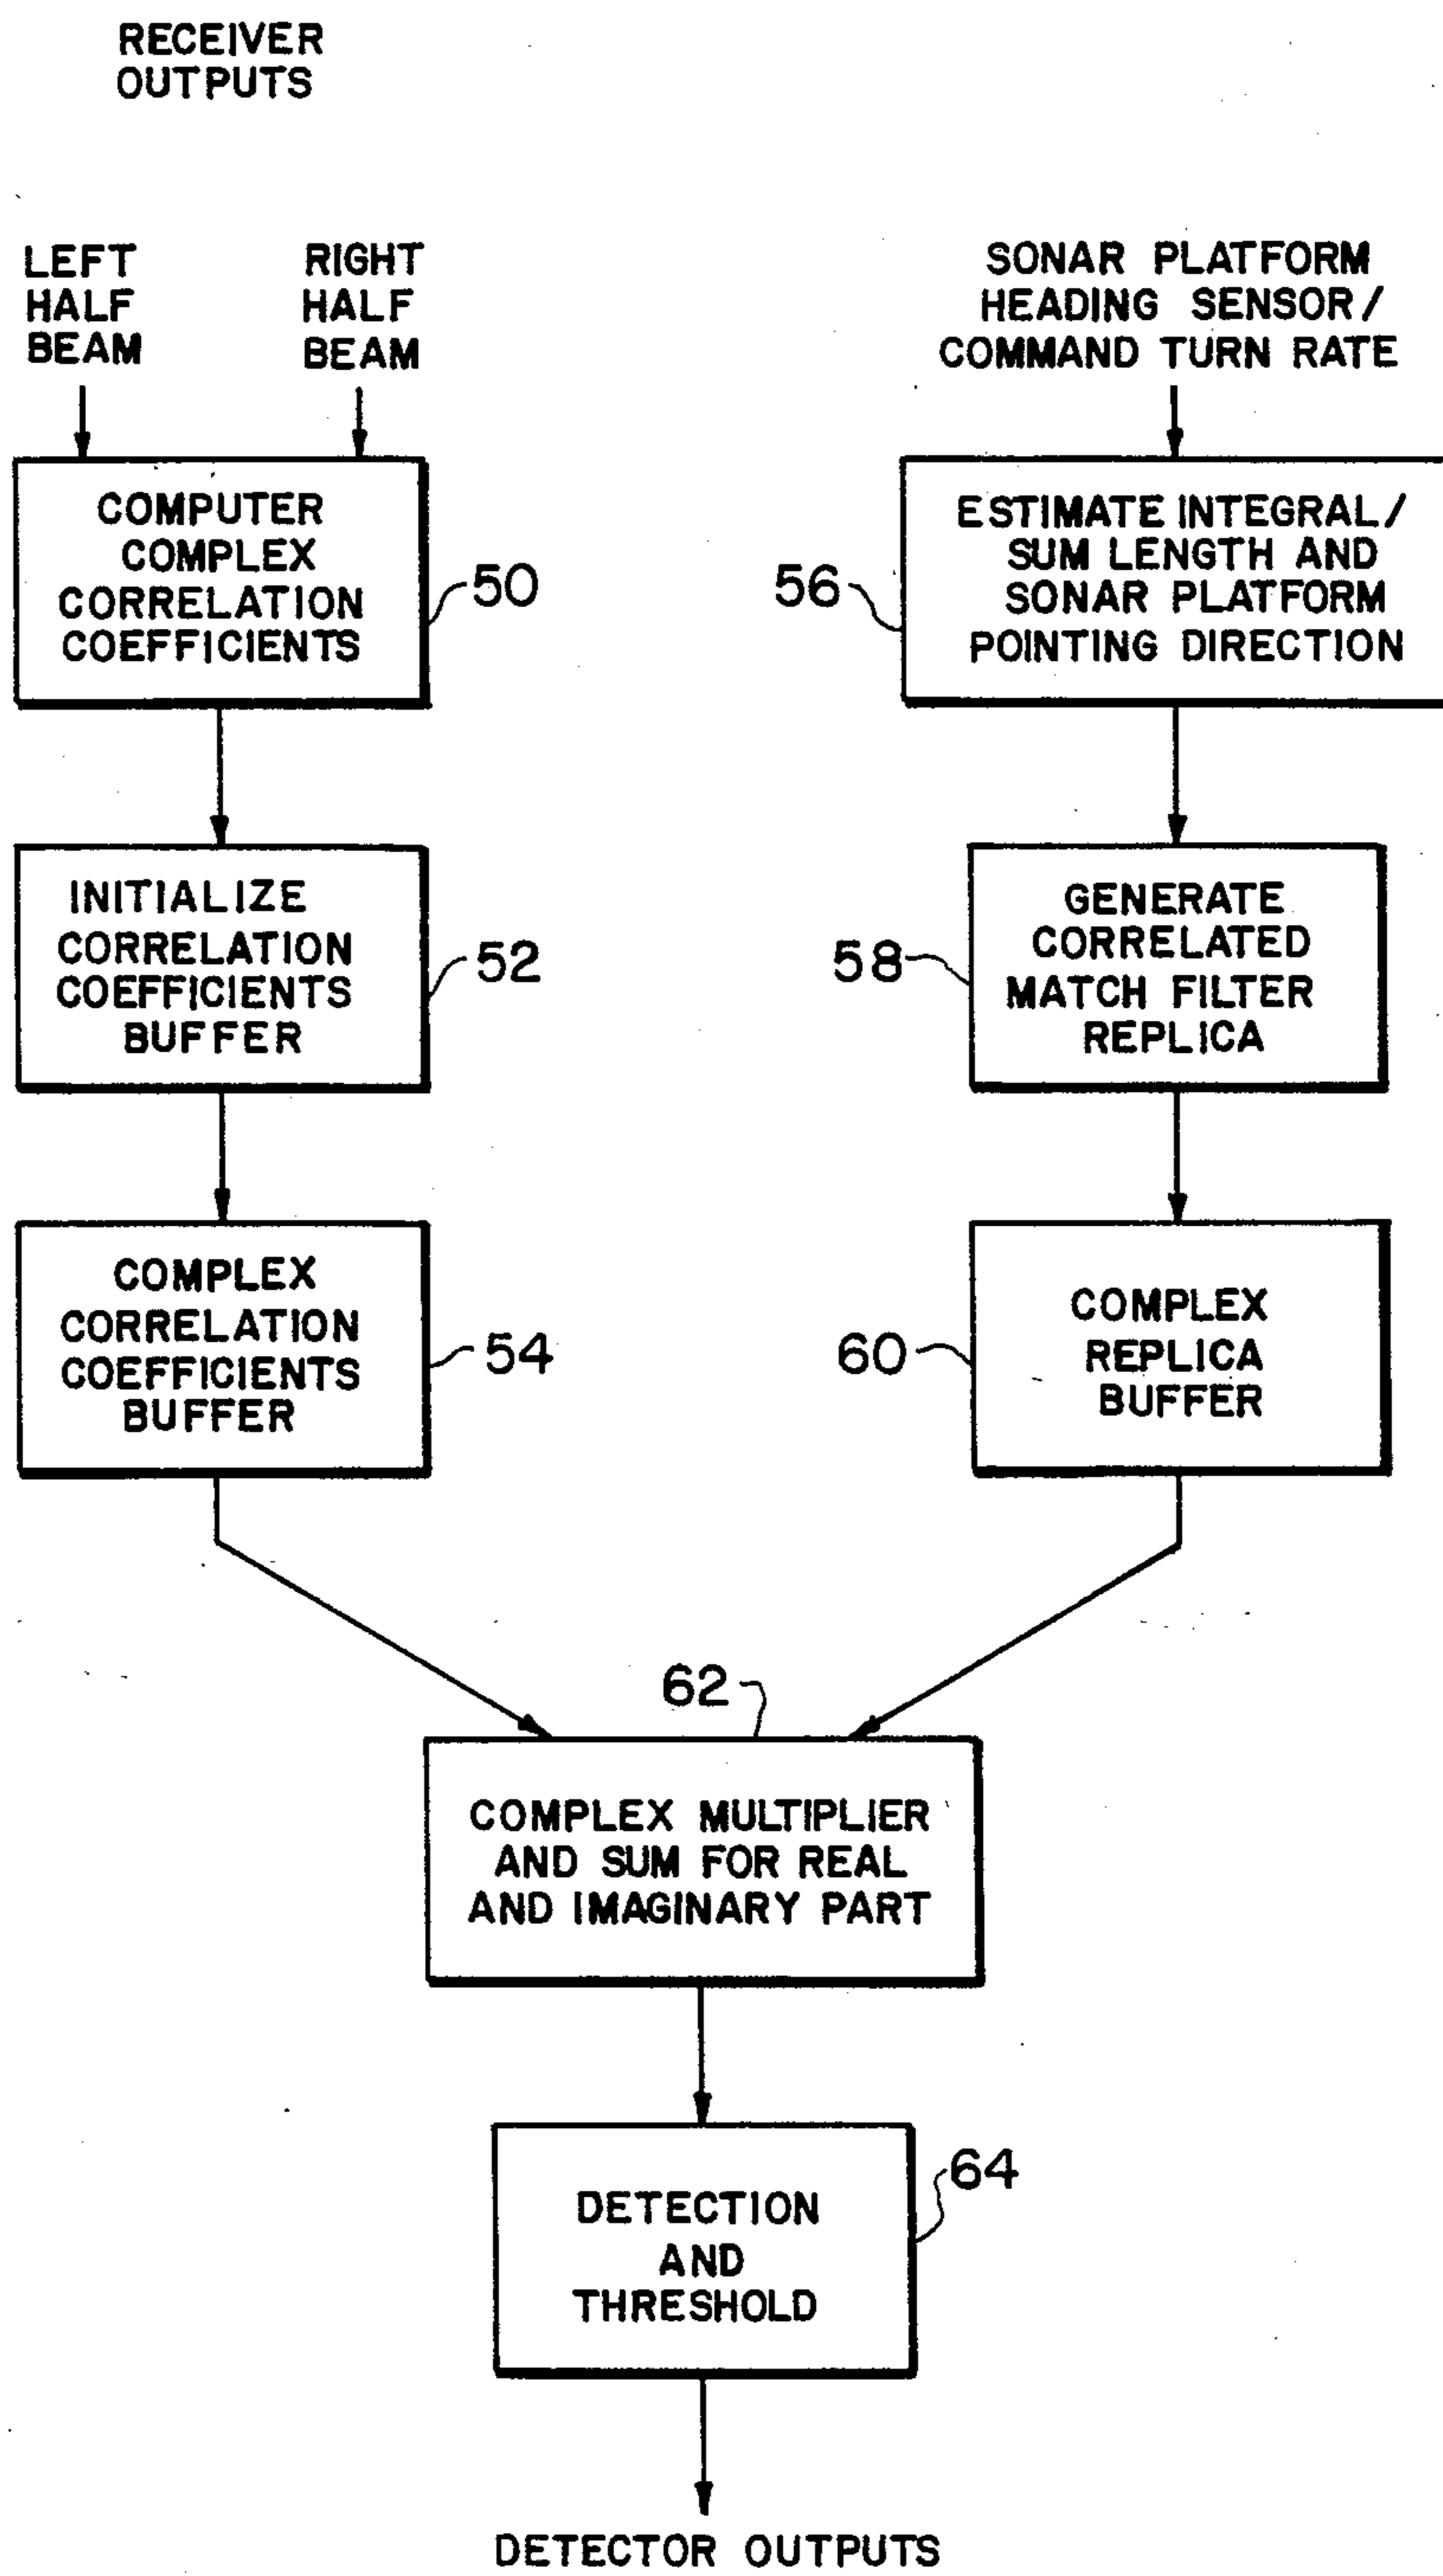 RECEIVER
OUTPUTS
LEFT
HALF
BEAM
RIGHT
HALF
BEAM
SONAR PLATFORM
HEADING SENSOR/
COMMAND TURN RATE
COMPUTER
COMPLEX
CORRELATION
COEFFICIENTS
50
56
ESTIMATE INTEGRAL/
SUM LENGTH AND
SONAR PLATFORM
POINTING DIRECTION
INITIALIZE
CORRELATION
COEFFICIENTS
BUFFER
52
58
GENERATE
CORRELATED
MATCH FILTER
REPLICA
COMPLEX
CORRELATION
COEFFICIENTS
BUFFER
54
60
COMPLEX
REPLICA
BUFFER
62
COMPLEX MULTIPLIER
AND SUM FOR REAL
AND IMAGINARY PART
64
DETECTION
AND
THRESHOLD
DETECTOR OUTPUTS